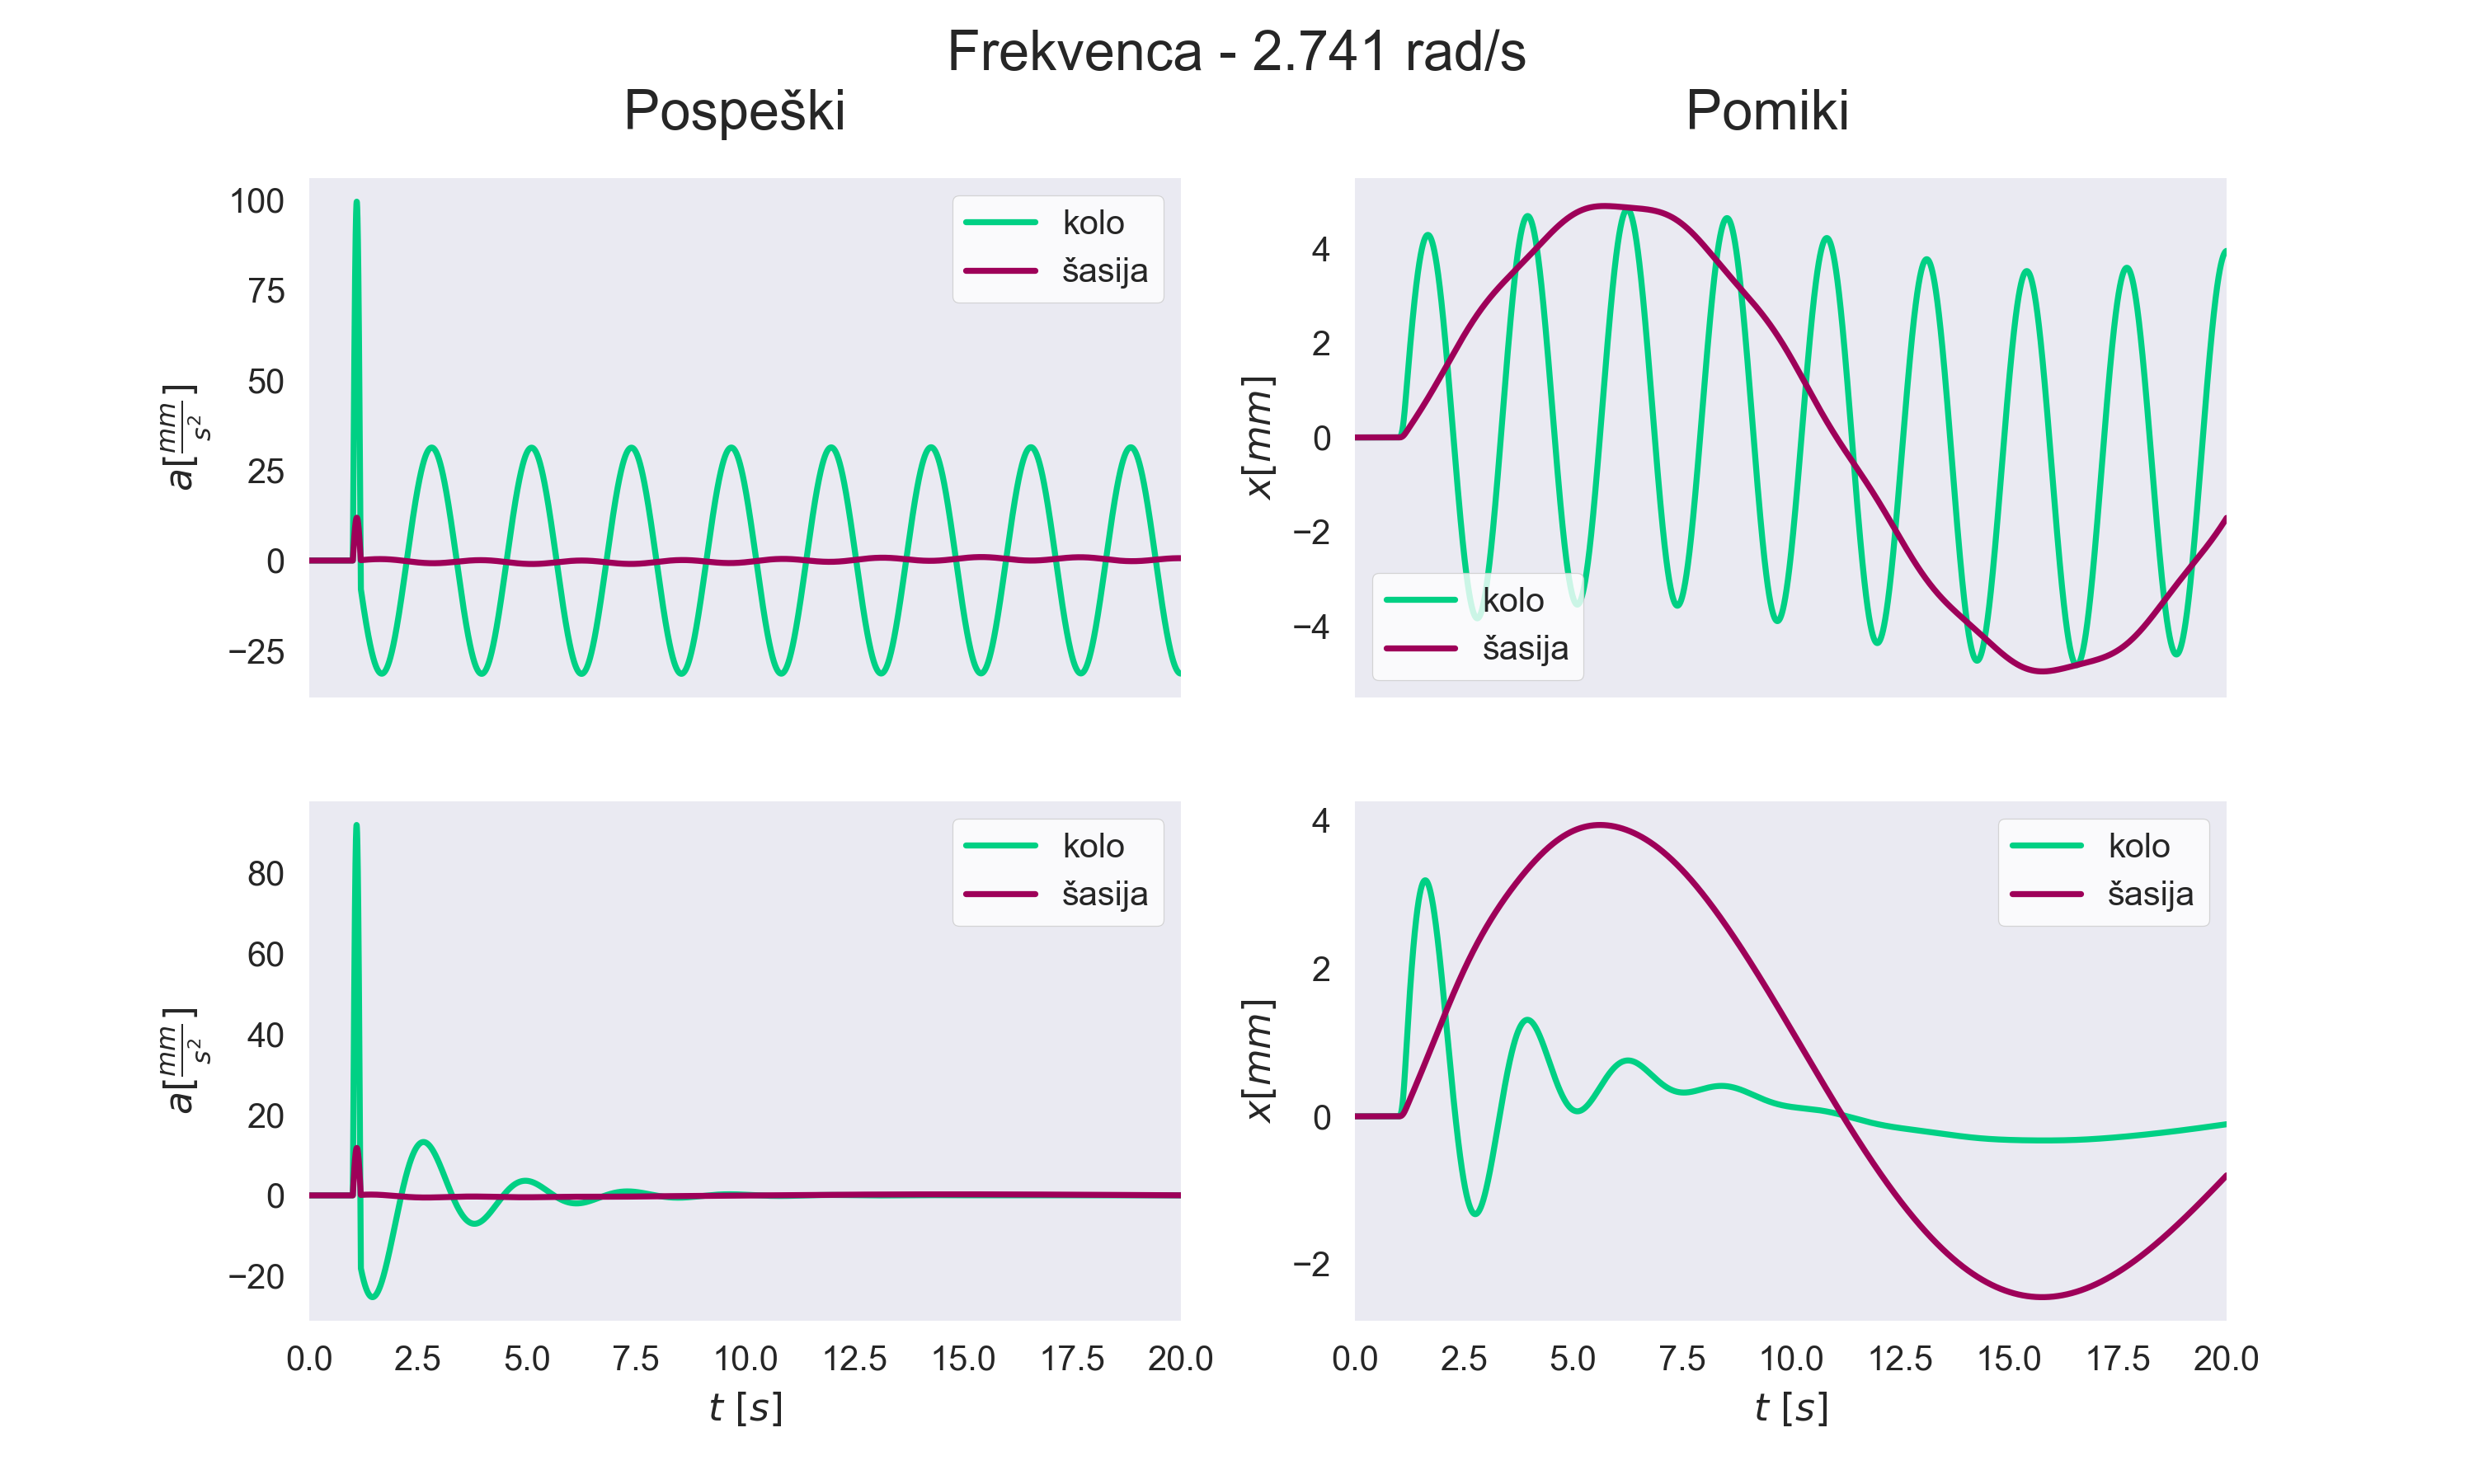 Frekvenca - 2.741 rad/s
Pospeški
Pomiki
100
75
50
25
0
−25
a[mm/s²]
kolo
šasija
4
2
0
−2
−4
x[mm]
kolo
šasija
80
60
40
20
0
−20
a[mm/s²]
kolo
šasija
0.0 2.5 5.0 7.5 10.0 12.5 15.0 17.5 20.0
t [s]
4
2
0
−2
x[mm]
kolo
šasija
0.0 2.5 5.0 7.5 10.0 12.5 15.0 17.5 20.0
t [s]